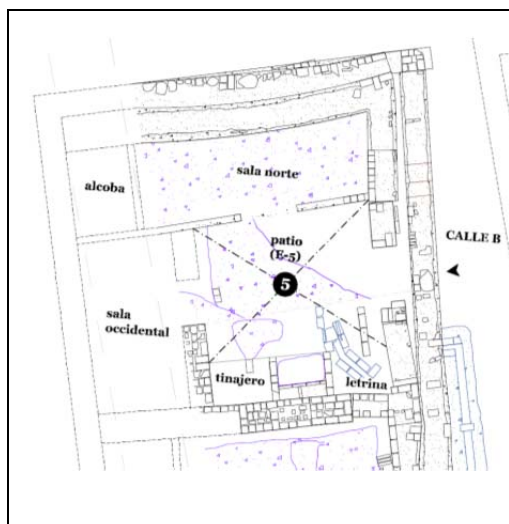 sala norte
alcoba
patio
(E-5)
CALLE B
5
sala
occidental
tinajero
letrina